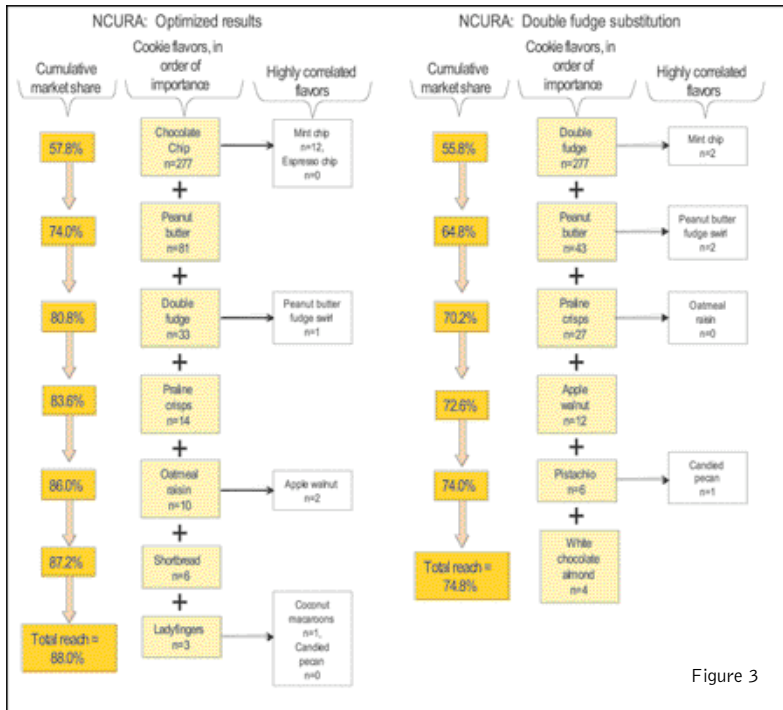 NCURA: Optimized results
Cumulative
market share
Cookie flavors, in
order of
importance
Highly correlated
flavors
57.8%
Chocolate
Chip
n=277
Mint chip
n=12,
Espresso chip
n=0
+
74.0%
Peanut
butter
n=81
+
80.8%
Double
fudge
n=33
Peanut butter
fudge swirl
n=1
+
83.6%
Praline
crisps
n=14
+
86.0%
Oatmeal
raisin
n=10
Apple walnut
n=2
+
87.2%
Shortbread
n=6
+
Total reach =
88.0%
Ladyfingers
n=3
Coconut
macaroons
n=1,
Candied
pecan
n=0
NCURA: Double fudge substitution
Cumulative
market share
Cookie flavors, in
order of
importance
Highly correlated
flavors
55.8%
Double
fudge
n=277
Mint chip
n=2
+
64.8%
Peanut
butter
n=43
Peanut butter
fudge swirl
n=2
+
70.2%
Praline
crisps
n=27
Oatmeal
raisin
n=0
+
72.6%
Apple
walnut
n=12
+
74.0%
Pistachio
n=6
Candied
pecan
n=1
+
Total reach =
74.8%
White
chocolate
almond
n=4
Figure 3